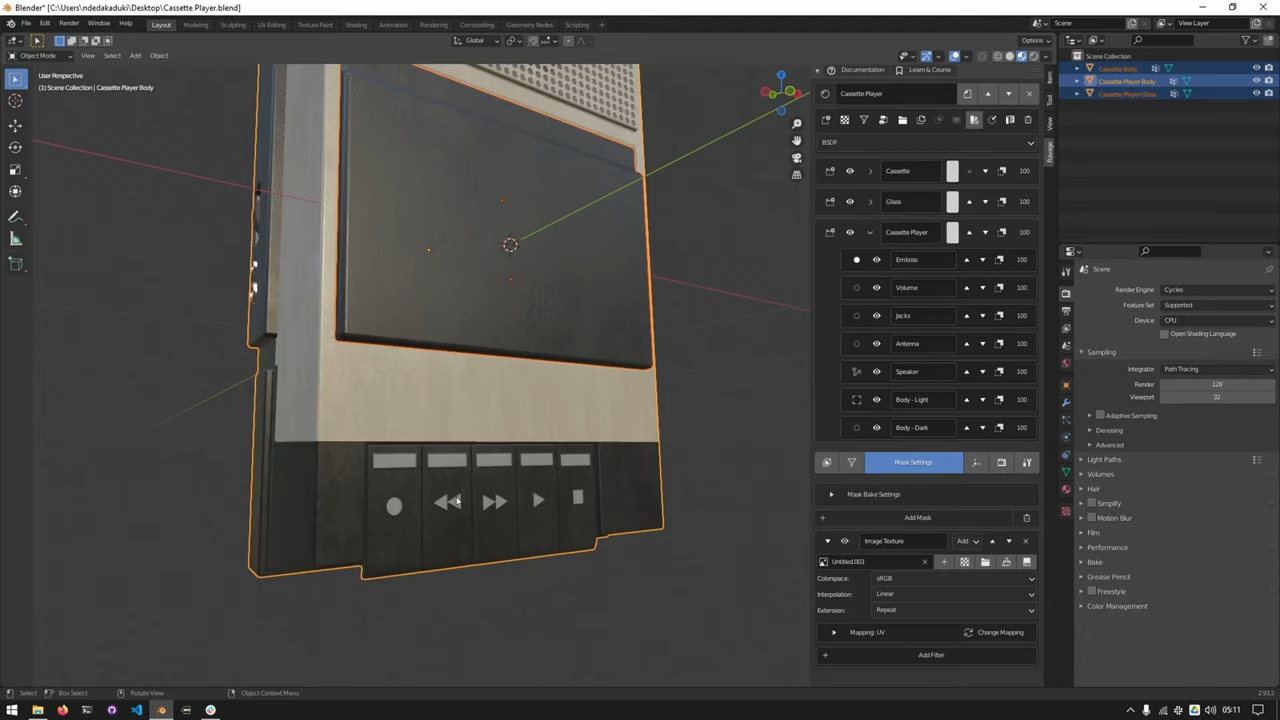 Blender* [C:\Users\ndedakaduki\Desktop\Cassette Player.blend]
File Edit Render Window Help Layout Modeling Sculpting UV Editing Texture Paint Shading Animation Rendering Compositing Geometry Nodes Scripting Scene View Layer
Global Options
Object Mode View Select Add Object
User Perspective
(1) Scene Collection | Cassette Player Body
Documentation Learn & Course
Cassette Player
BSDF
Cassette 100
Glass 100
Cassette Player 100
Emboss 100
Volume 100
Jacks 100
Antenna 100
Speaker 100
Body - Light 100
Body - Dark 100
Mask Settings
Mask Bake Settings
Add Mask
Image Texture Add
Untitled.003
Colorspace: sRGB
Interpolation: Linear
Extension: Repeat
Mapping: UV Change Mapping
Add Filter
Item
Tool
View
Ravage
Scene Collection
Cassette Body
Cassette Player Body
Cassette Player Glass
Scene
Render Engine Cycles
Feature Set Supported
Device CPU
Open Shading Language
Sampling
Integrator Path Tracing
Render 128
Viewport 32
Adaptive Sampling
Denoising
Advanced
Light Paths
Volumes
Hair
Simplify
Motion Blur
Film
Performance
Bake
Grease Pencil
Freestyle
Color Management
Select Box Select Rotate View Object Context Menu 2.93.2
05:11